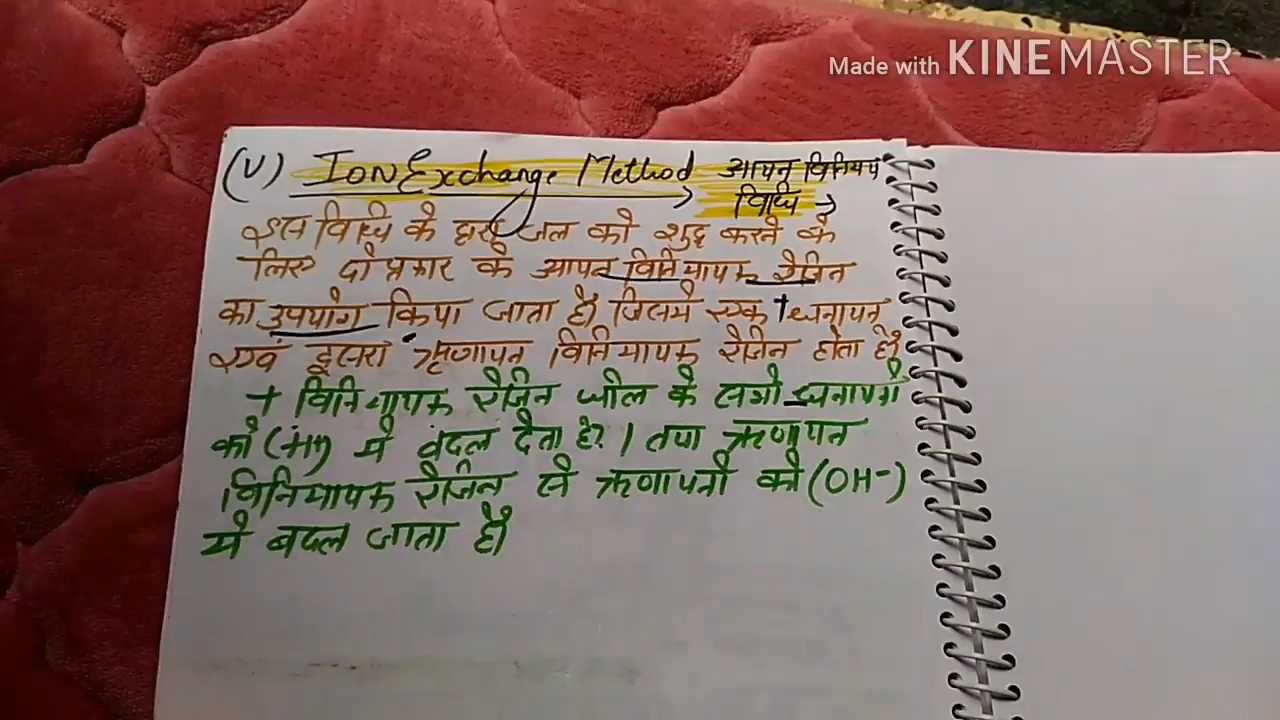 Made with KINEMASTER
(V) Ion Exchange Method आयन विनिमय
विधि →
इस विधि के द्वारा जल को शुद्ध करने के
लिए दो प्रकार के आयन विनिमायक रेजिन
का उपयोग किया जाता है। जिसमें एक + धनायन
एवं दूसरा - ऋणायन विनिमायक रेजिन होता है।
+ विनिमायक रेजिन जील के सभी धनायनों
को (H+) में बदल देता है। तथा ऋणायन
विनिमायक रेजिन से ऋणायनों को (OH-)
में बदल जाता है।